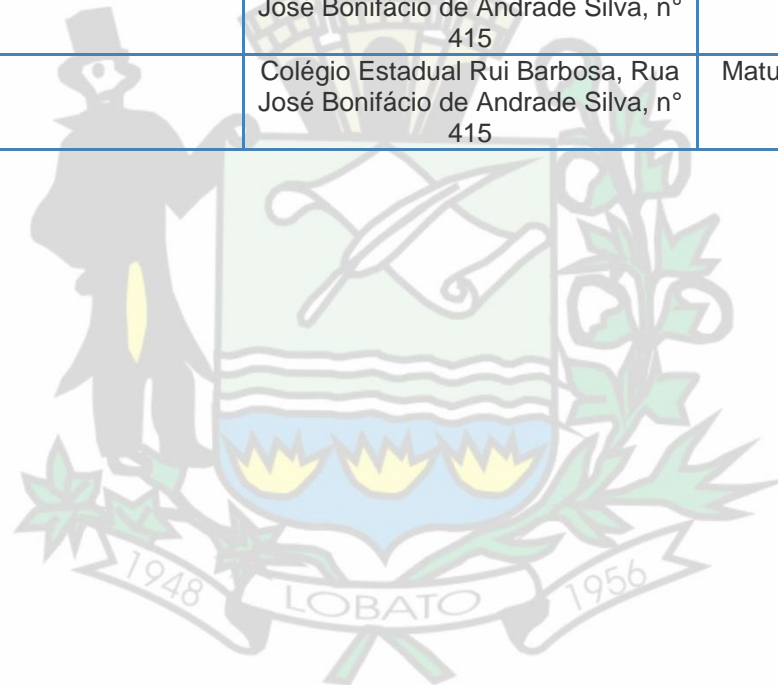 José Bonifácio de Andrade Silva, n°
415
Colégio Estadual Rui Barbosa, Rua
José Bonifácio de Andrade Silva, n°
415
Matu
1948
LOBATO
1956